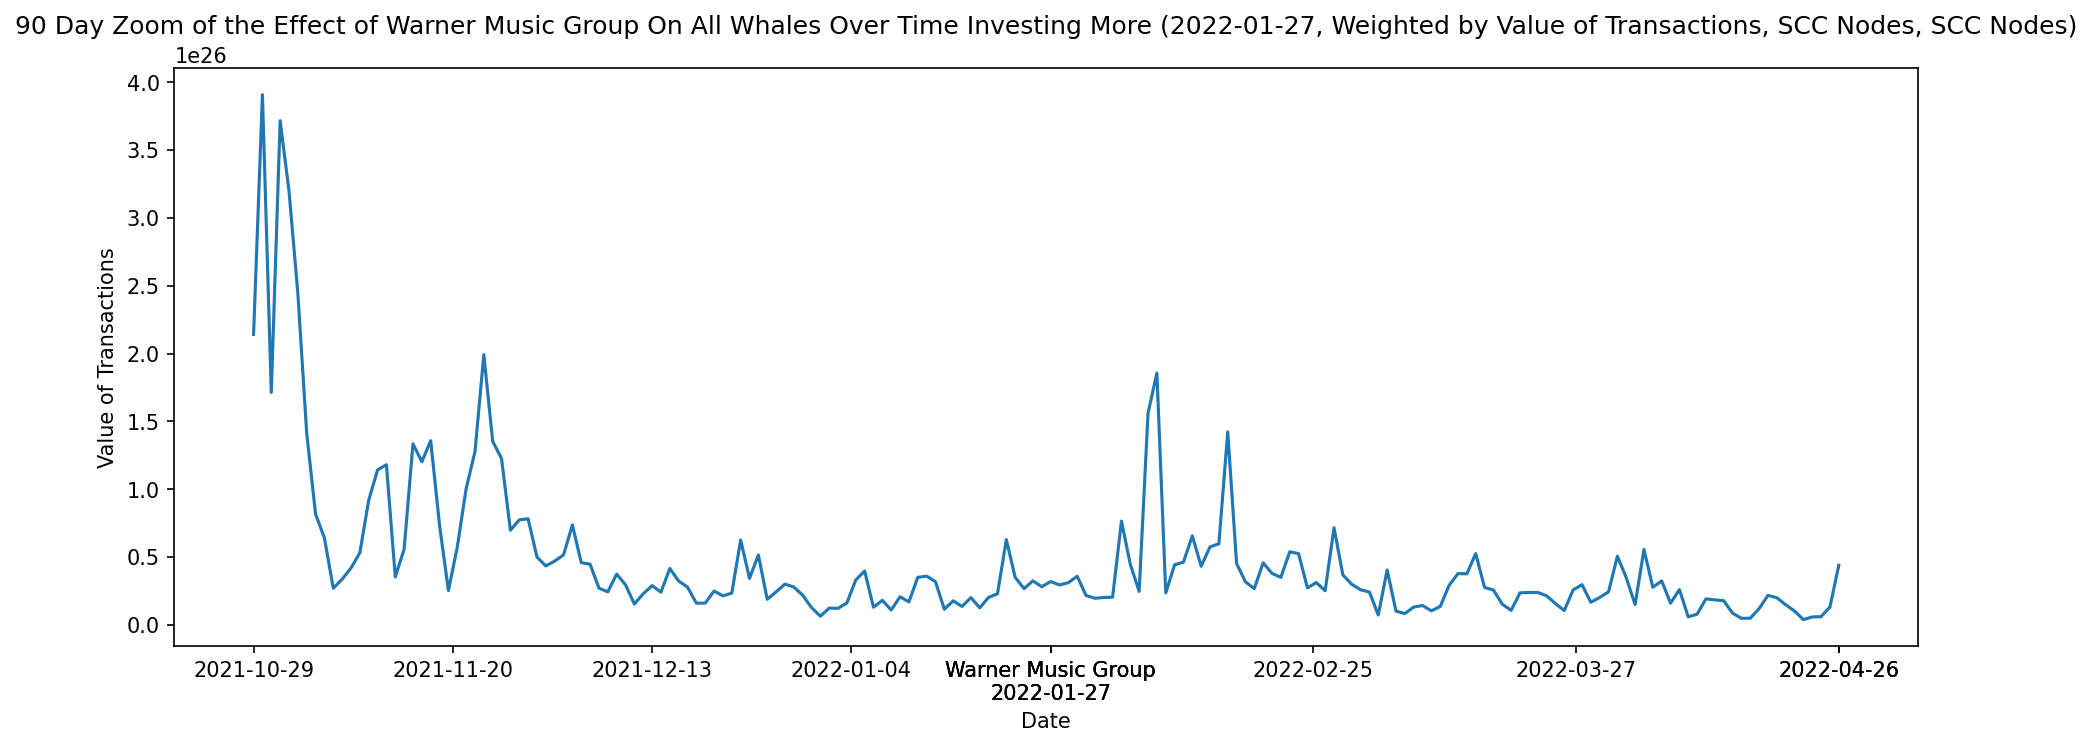 90 Day Zoom of the Effect of Warner Music Group On All Whales Over Time Investing More (2022-01-27, Weighted by Value of Transactions, SCC Nodes, SCC Nodes)
1e26
4.0
3.5
3.0
2.5
2.0
1.5
1.0
0.5
0.0
Value of Transactions
2021-10-29 2021-11-20 2021-12-13 2022-01-04 Warner Music Group 2022-02-25 2022-03-27 2022-04-26
2022-01-27
Date